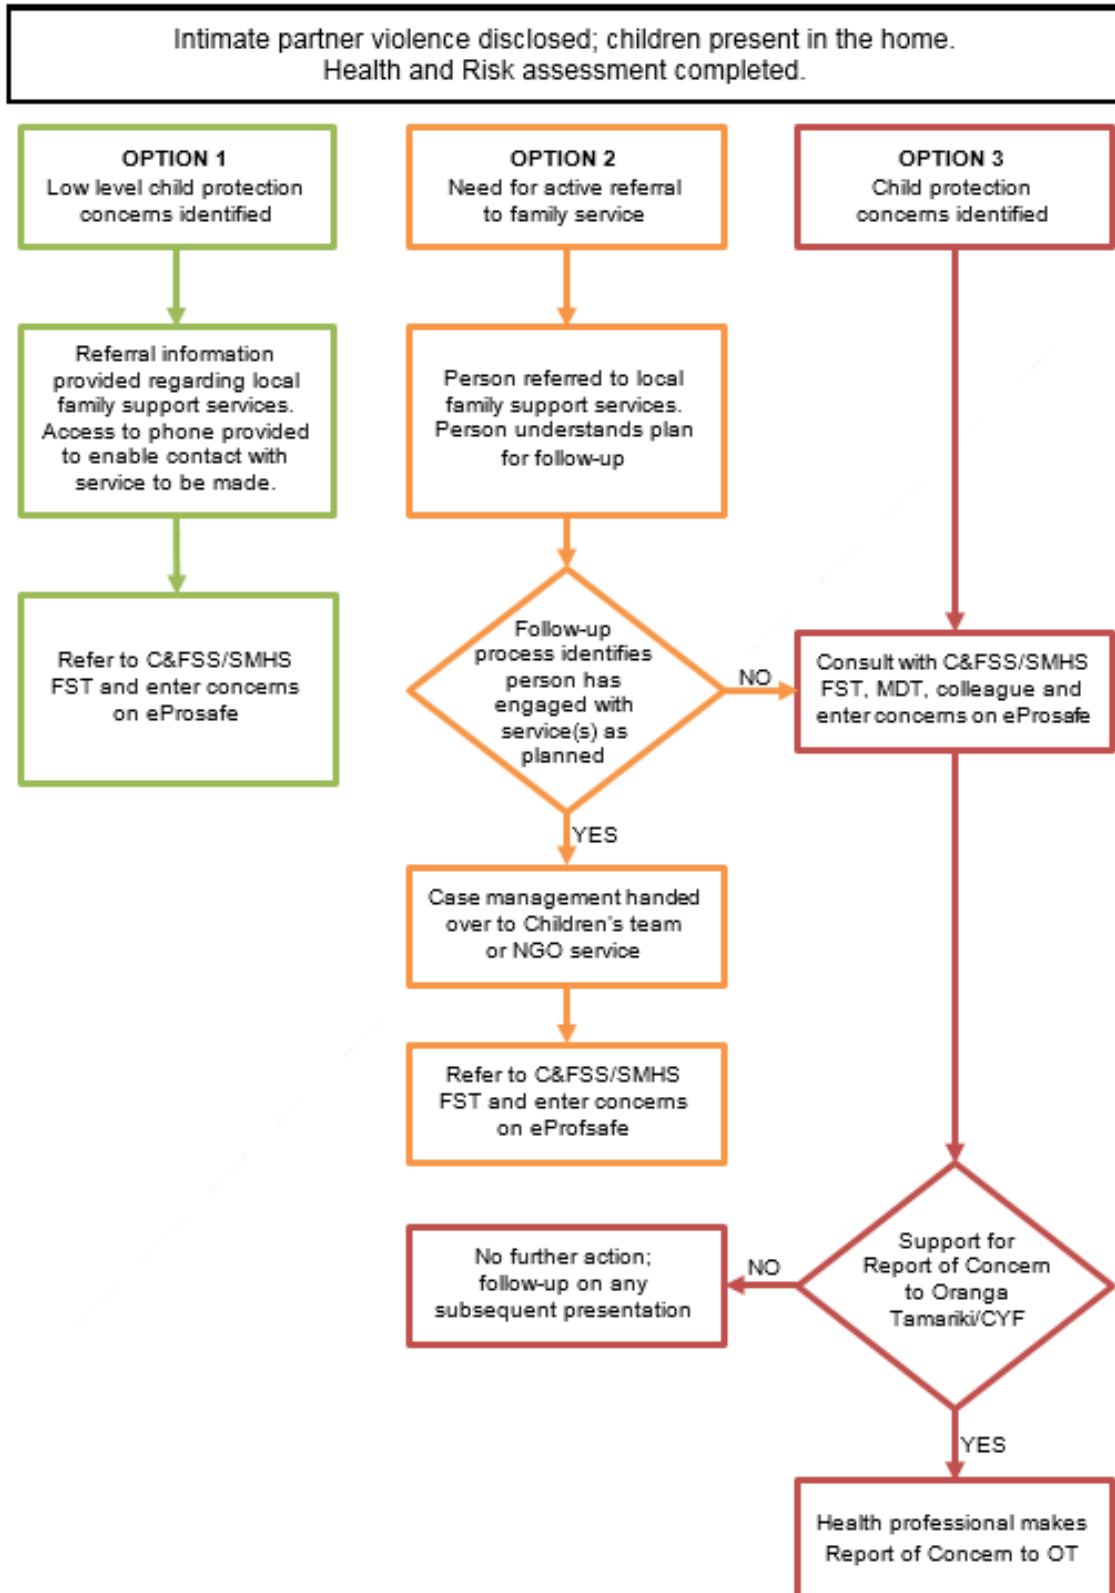 Intimate partner violence disclosed; children present in the home.
Health and Risk assessment completed.
OPTION 1
Low level child protection
concerns identified
OPTION 2
Need for active referral
to family service
OPTION 3
Child protection
concerns identified
Referral information
provided regarding local
family support services.
Access to phone provided
to enable contact with
service to be made.
Person referred to local
family support services.
Person understands plan
for follow-up
Refer to C&FSS/SMHS
FST and enter concerns
on eProsafe
Follow-up
process identifies
person has
engaged with
service(s) as
planned
NO
Consult with C&FSS/SMHS
FST, MDT, colleague and
enter concerns on eProsafe
YES
Case management handed
over to Children's team
or NGO service
Refer to C&FSS/SMHS
FST and enter concerns
on eProfsafe
No further action;
follow-up on any
subsequent presentation
NO
Support for
Report of Concern
to Oranga
Tamariki/CYF
YES
Health professional makes
Report of Concern to OT